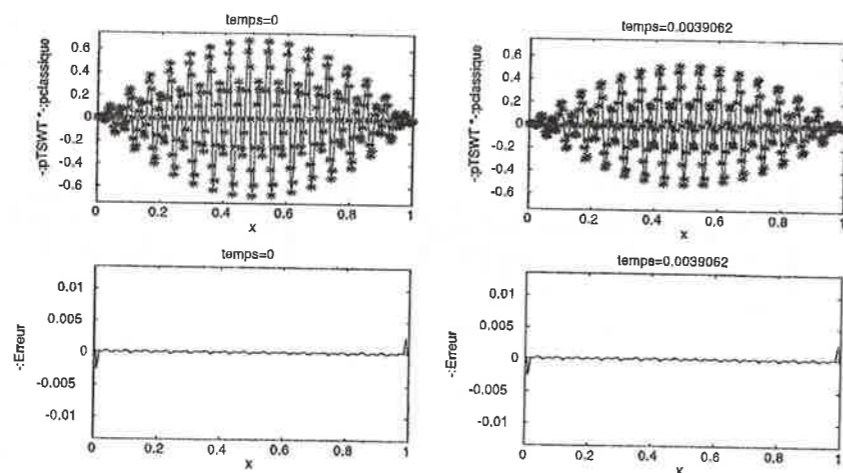 temps=0
0.6
0.4
0.2
0
-0.2
-0.4
-0.6
-:pTSWT *-:pclassique
0 0.2 0.4 0.6 0.8 1
x
temps=0.0039062
0.6
0.4
0.2
0
-0.2
-0.4
-0.6
-:pTSWT *-:pclassique
0 0.2 0.4 0.6 0.8 1
x
temps=0
0.01
0.005
0
-0.005
-0.01
-:Erreur
0 0.2 0.4 0.6 0.8 1
x
temps=0,0039062
0.01
0.005
0
-0.005
-0.01
-:Erreur
0 0.2 0.4 0.6 0.8 1
x